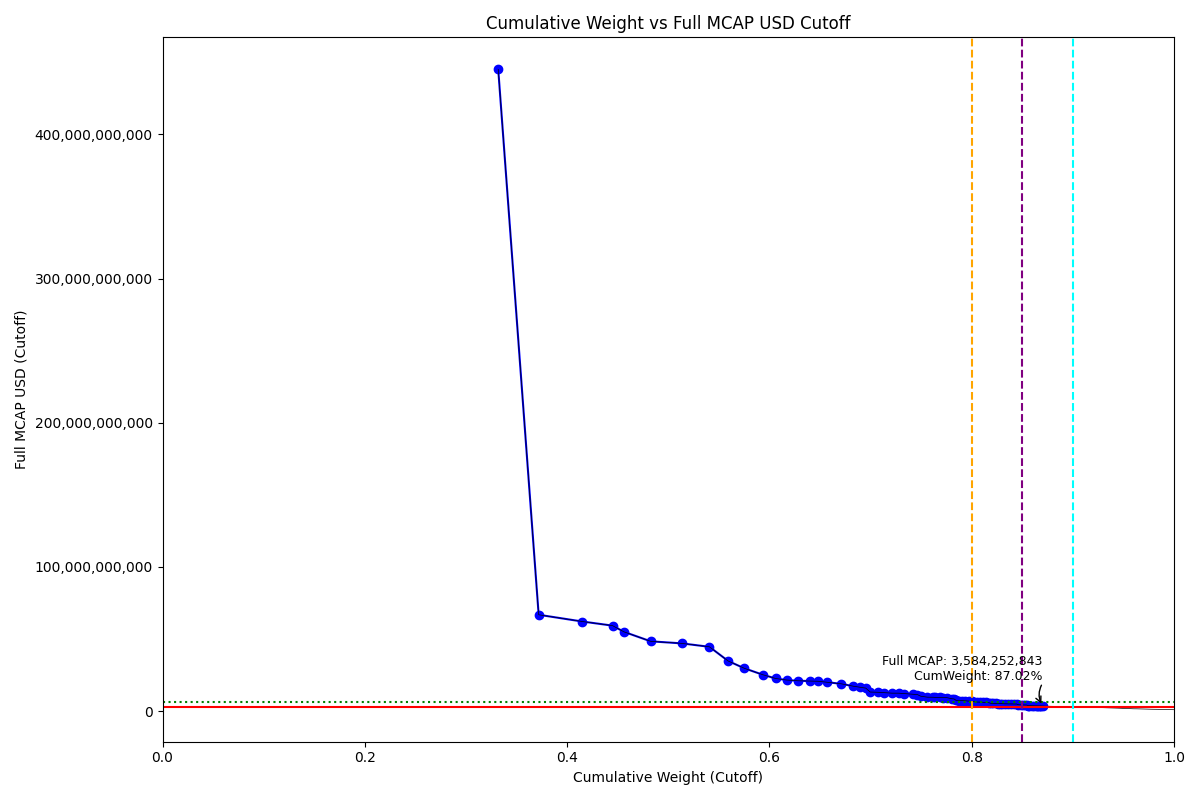 Cumulative Weight vs Full MCAP USD Cutoff
Full MCAP USD (Cutoff)
400,000,000,000
300,000,000,000
200,000,000,000
100,000,000,000
0
Full MCAP: 3,584,252,843
CumWeight: 87.02%
0.0
0.2
0.4
0.6
0.8
1.0
Cumulative Weight (Cutoff)